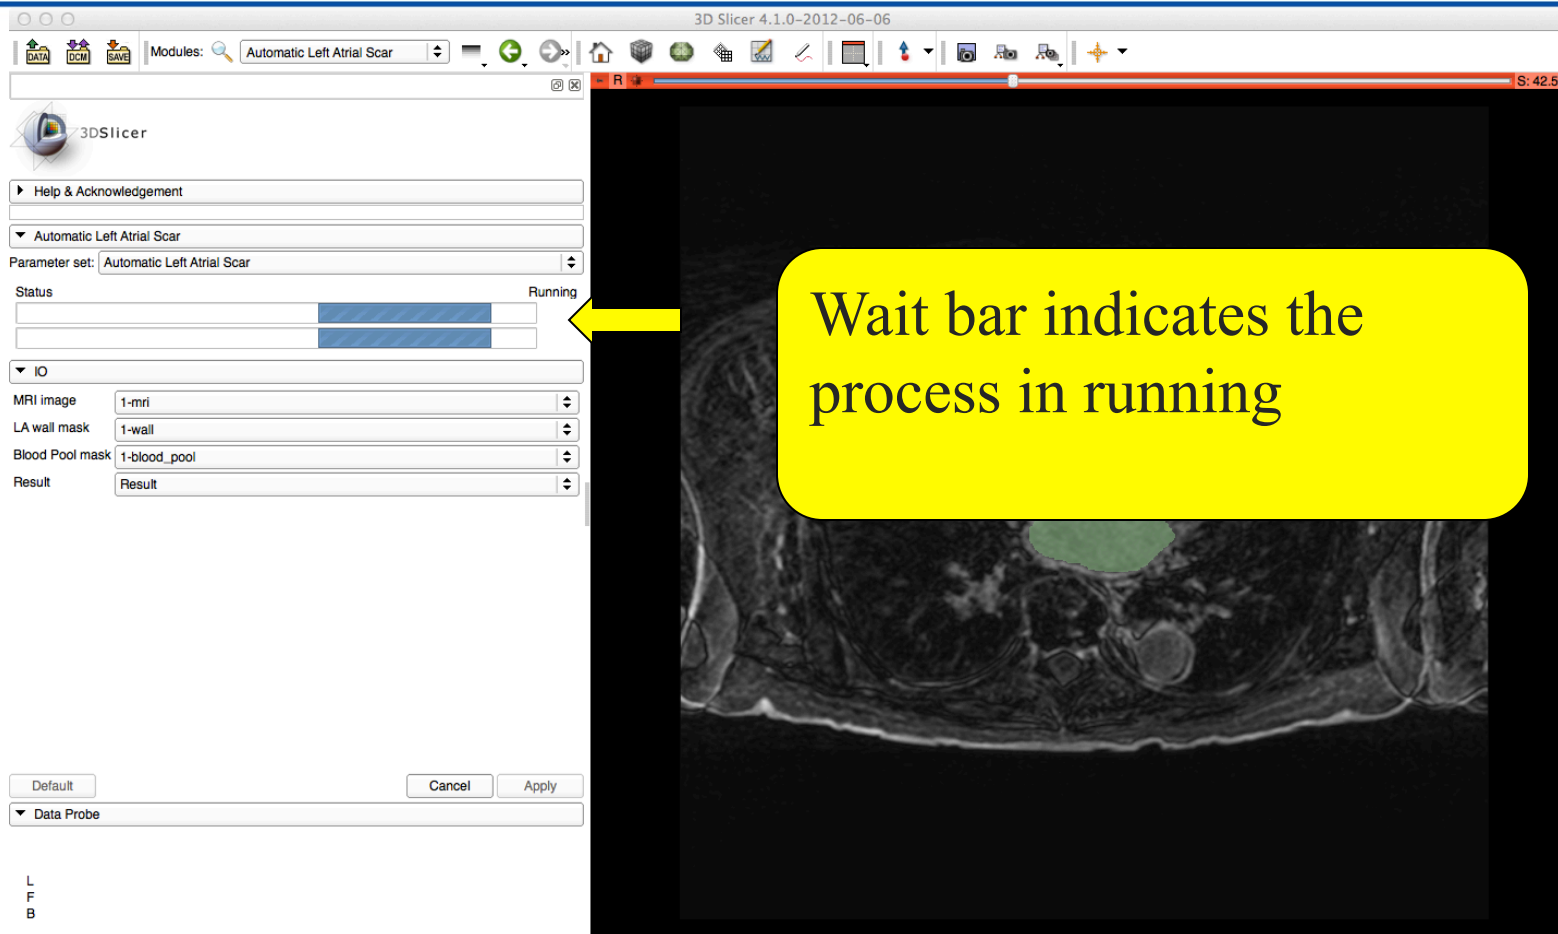 3D Slicer 4.1.0-2012-06-06
DATA DCM SAVE Modules: Automatic Left Atrial Scar
R S: 42.5
3DSlicer
Help & Acknowledgement
Automatic Left Atrial Scar
Parameter set: Automatic Left Atrial Scar
Status Running
Wait bar indicates the
process in running
IO
MRI image 1-mri
LA wall mask 1-wall
Blood Pool mask 1-blood_pool
Result Result
Default Cancel Apply
Data Probe
L
F
B